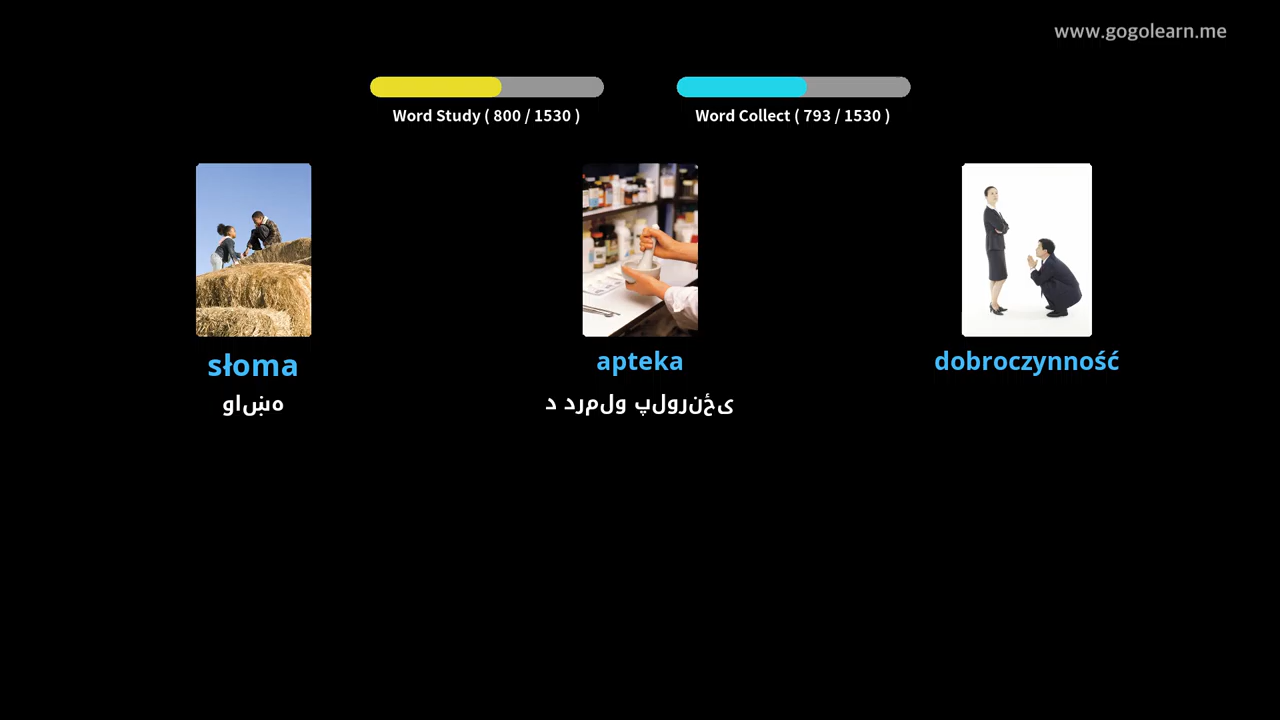 www.gogolearn.me
Word Study ( 800 / 1530 )
Word Collect ( 793 / 1530 )
słoma
apteka
dobroczynność
واښه
د درملو پلورنځی